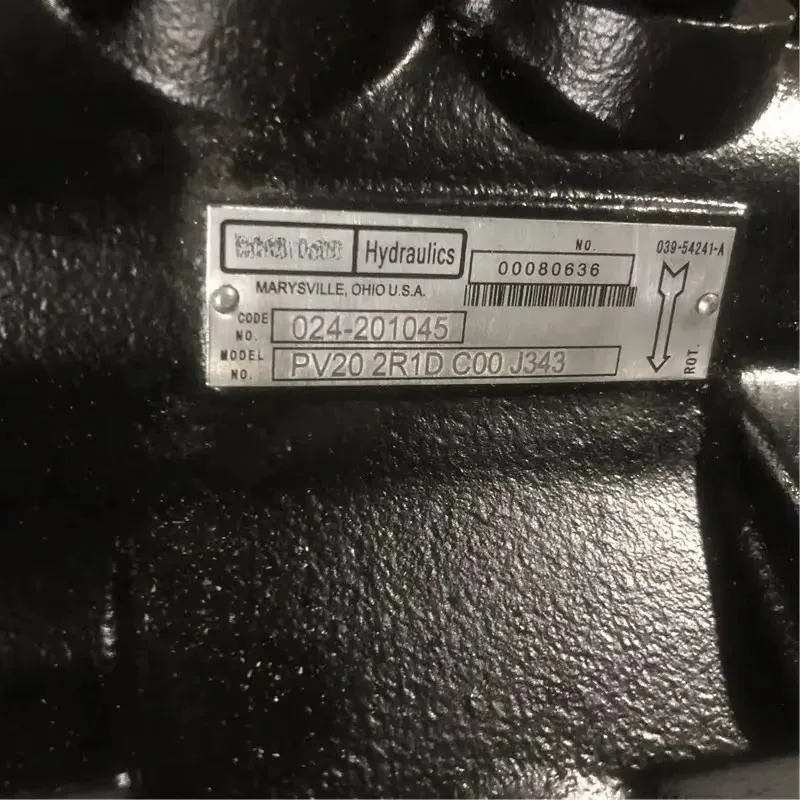 Hydraulics
MARYSVILLE, OHIO U.S.A.
NO.
00080636
039-54241-A
CODE NO. 024-201045
MODEL NO. PV20 2R1D C00 J343
ROT.